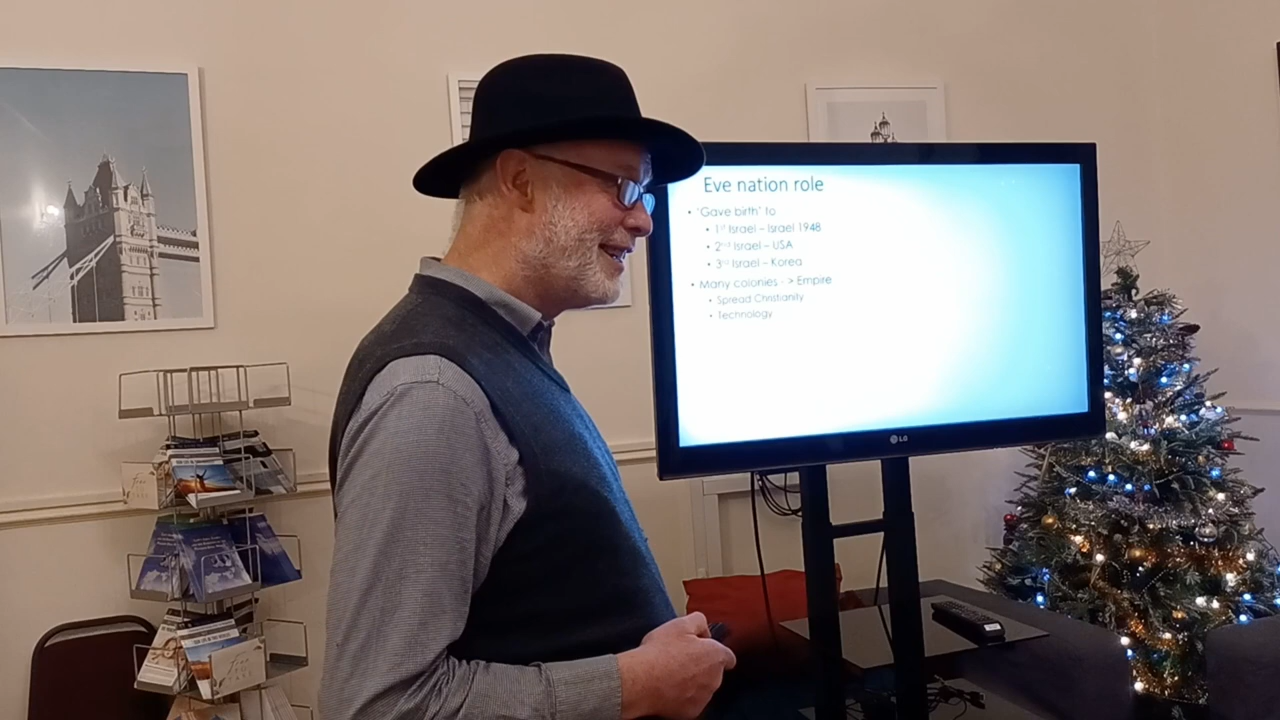 Eve nation role
• 'Gave birth' to
• 1st Israel – Israel 1948
• 2nd Israel – USA
• 3rd Israel – Korea
• Many colonies - > Empire
• Spread Christianity
• Technology
LG